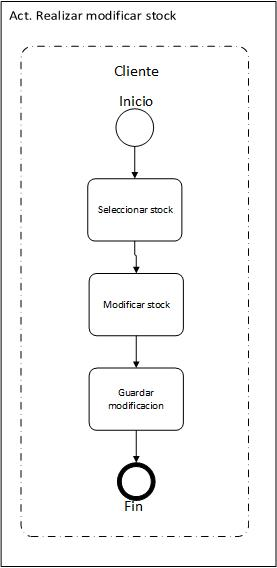 Act. Realizar modificar stock
Cliente
Inicio
Seleccionar stock
Modificar stock
Guardar
modificacion
Fin